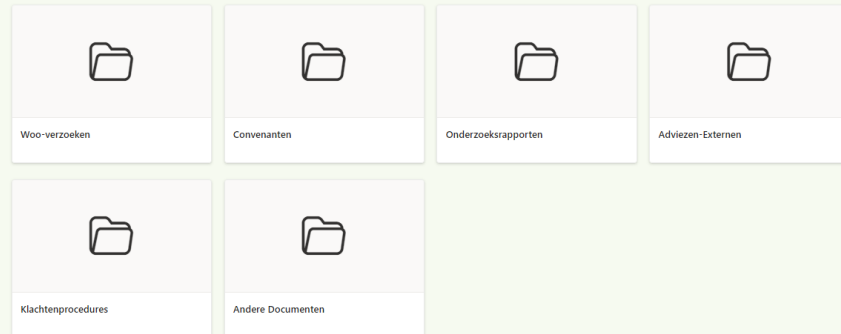 Woo-verzoeken
Convenanten
Onderzoeksrapporten
Adviezen-Externen
Klachtenprocedures
Andere Documenten